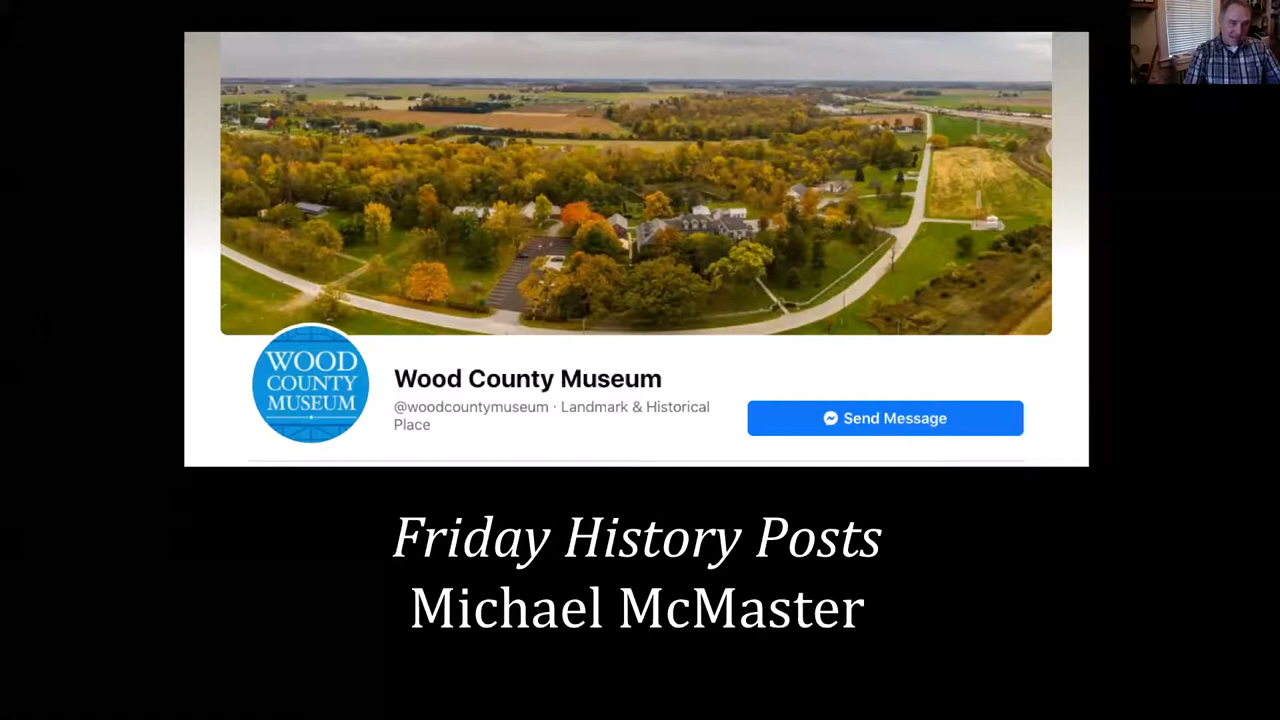 WOOD
COUNTY
MUSEUM
Wood County Museum
@woodcountymuseum · Landmark & Historical
Place
Send Message
Friday History Posts
Michael McMaster